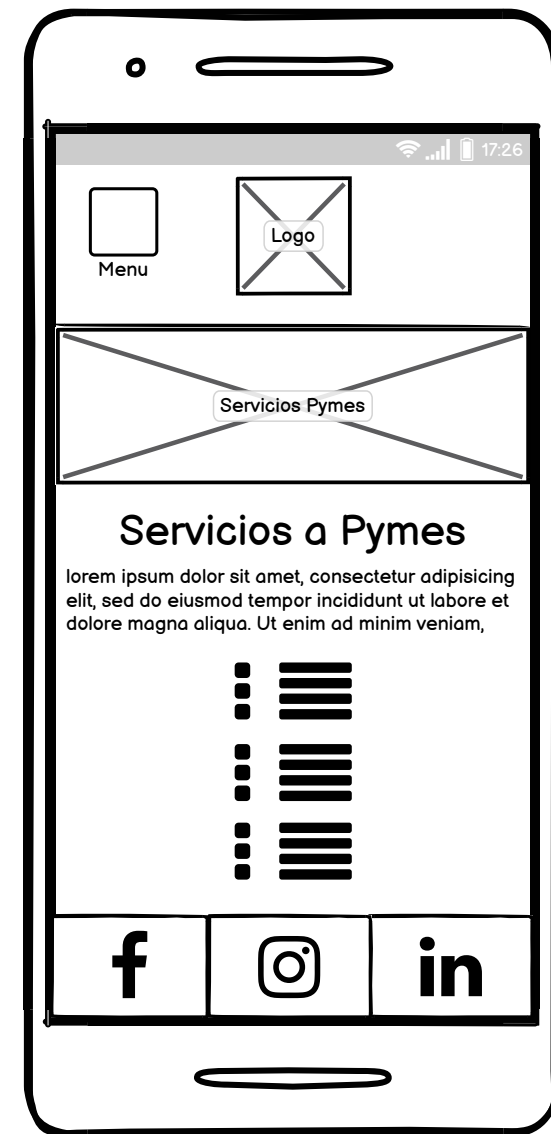 17:26
Logo
Menu
Servicios Pymes
Servicios a Pymes
lorem ipsum dolor sit amet, consectetur adipisicing
elit, sed do eiusmod tempor incididunt ut labore et
dolore magna aliqua. Ut enim ad minim veniam,
f
in